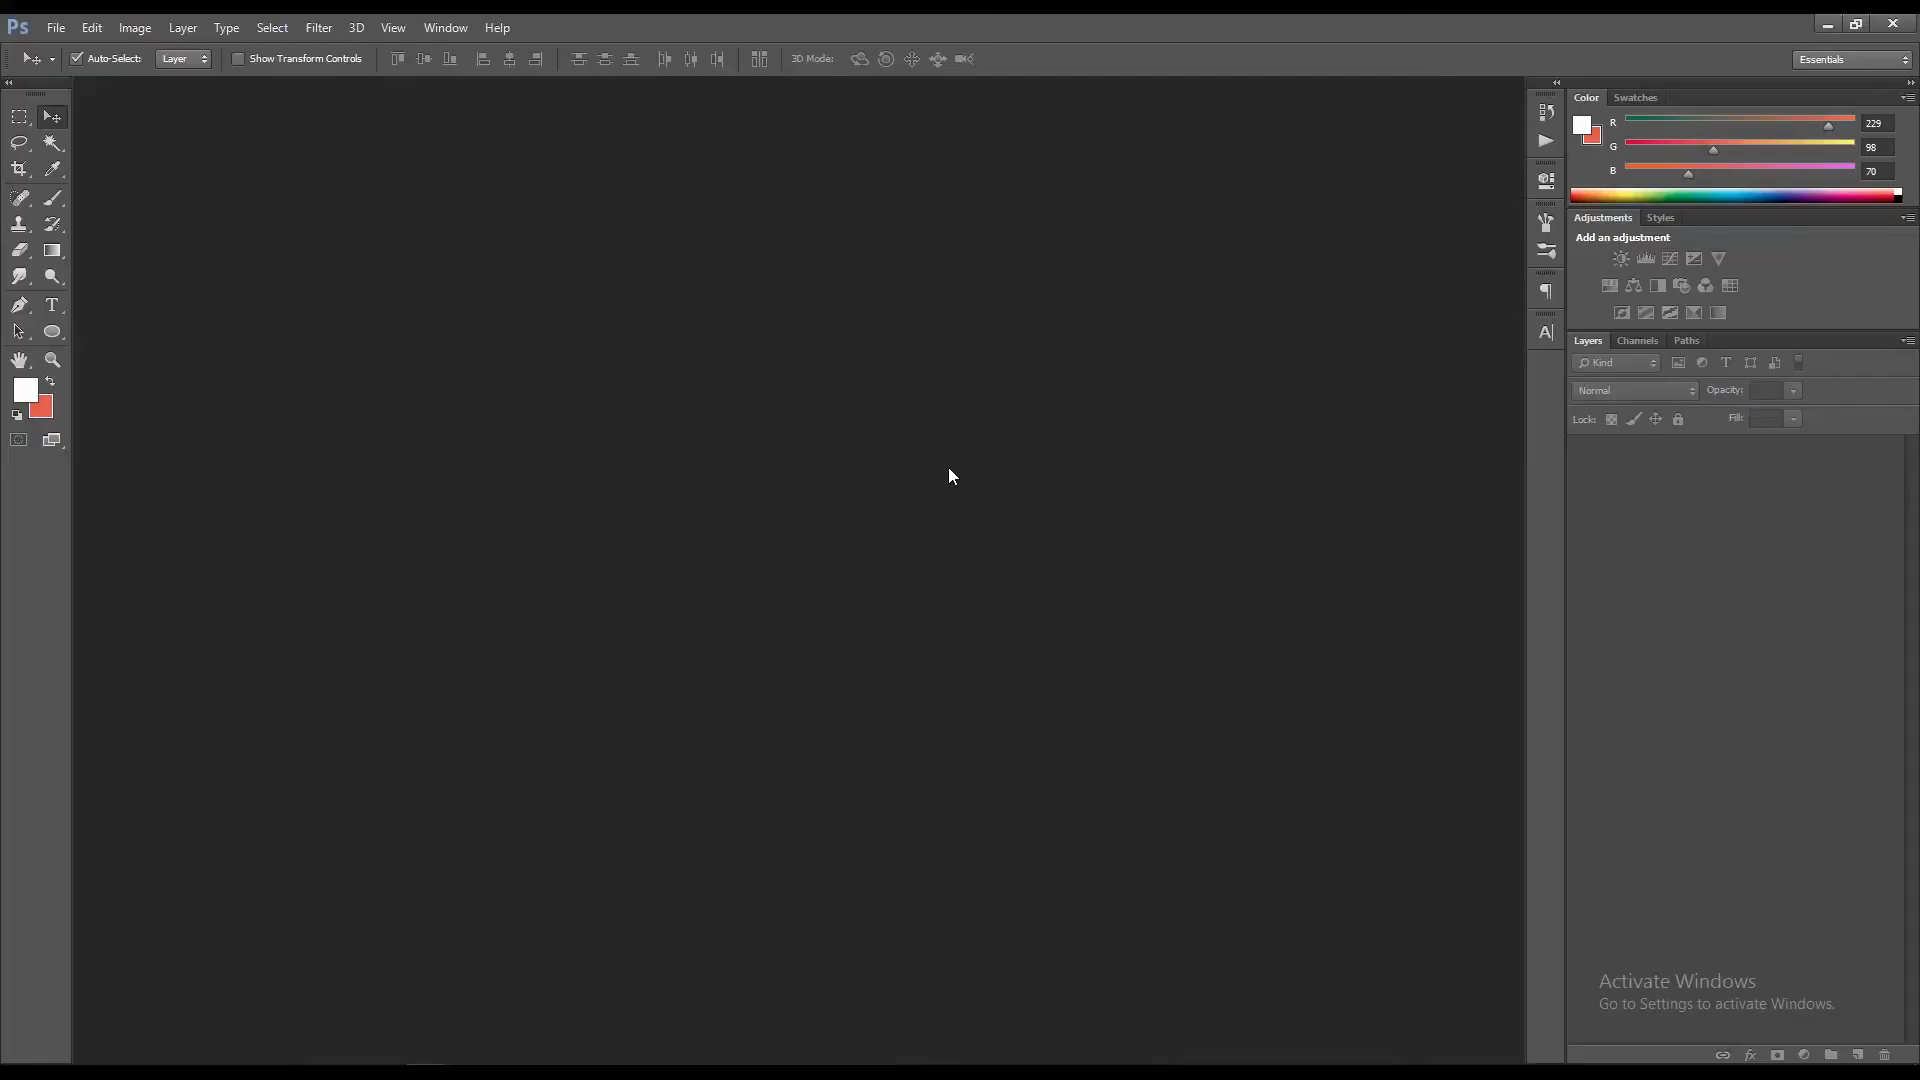 Ps File Edit Image Layer Type Select Filter 3D View Window Help
Auto-Select: Layer Show Transform Controls 3D Mode: Essentials
Color Swatches
R 229
G 98
B 70
Adjustments Styles
Add an adjustment
Layers Channels Paths
Kind
Normal Opacity:
Lock: Fill:
Activate Windows
Go to Settings to activate Windows.